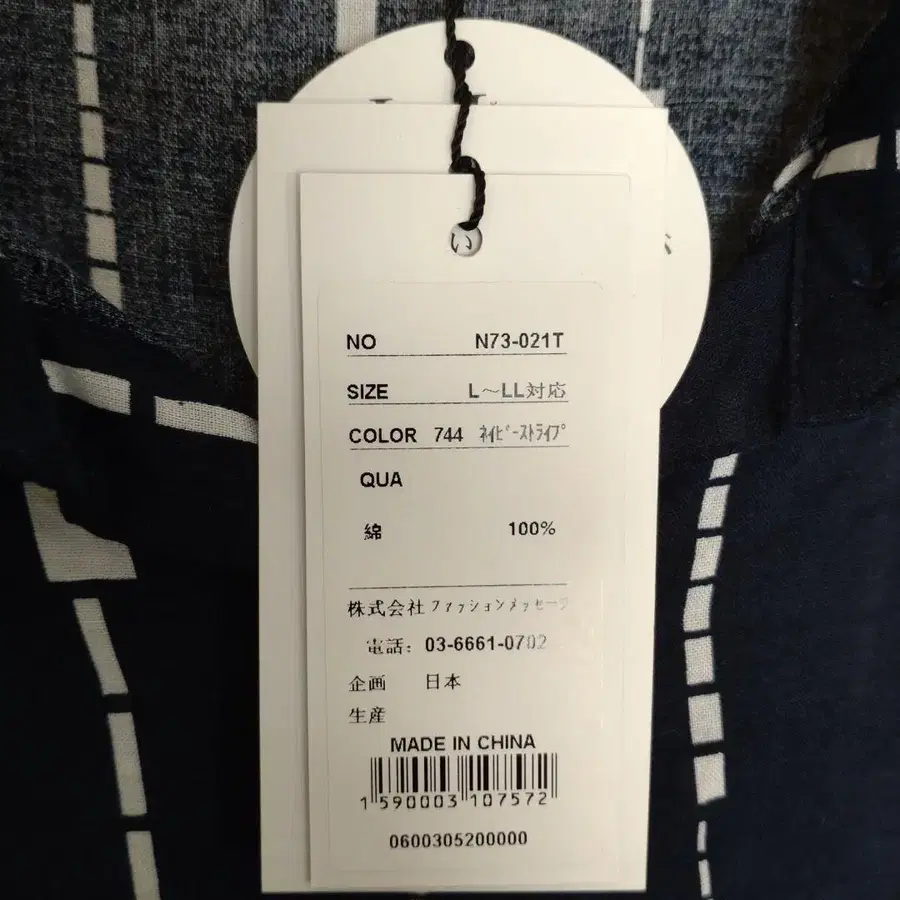 い
NO N73-021T
SIZE L～LL対応
COLOR 744 ﾈｲﾋﾞｰｽﾄﾗｲﾌﾟ
QUA
綿 100%
株式会社ファッションメッセージ
電話: 03-6661-0702
企画 日本
生産
MADE IN CHINA
1 590003 107572
0600305200000